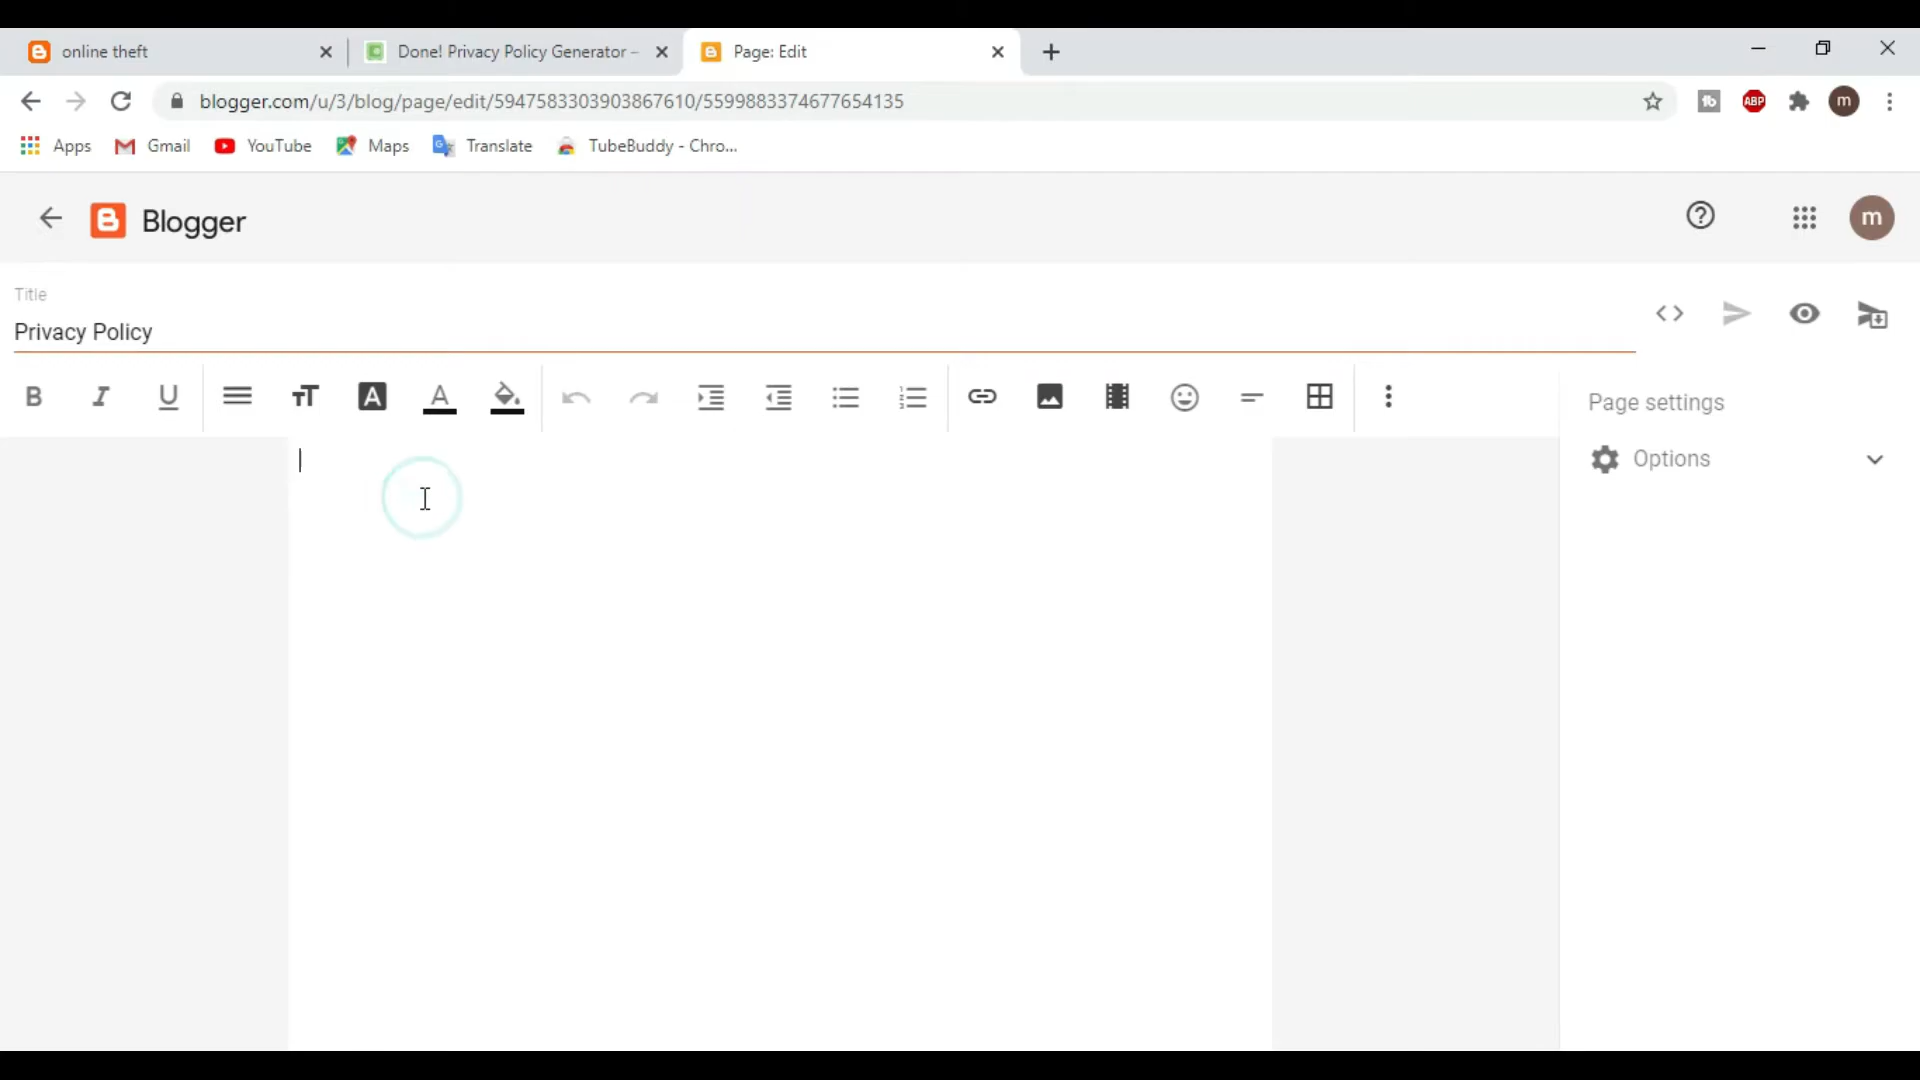 online theft
Done! Privacy Policy Generator –
Page: Edit
blogger.com/u/3/blog/page/edit/5947583303903867610/5599883374677654135
ABP
m
Apps
Gmail
YouTube
Maps
Translate
TubeBuddy - Chro...
Blogger
m
Title
Privacy Policy
Page settings
Options